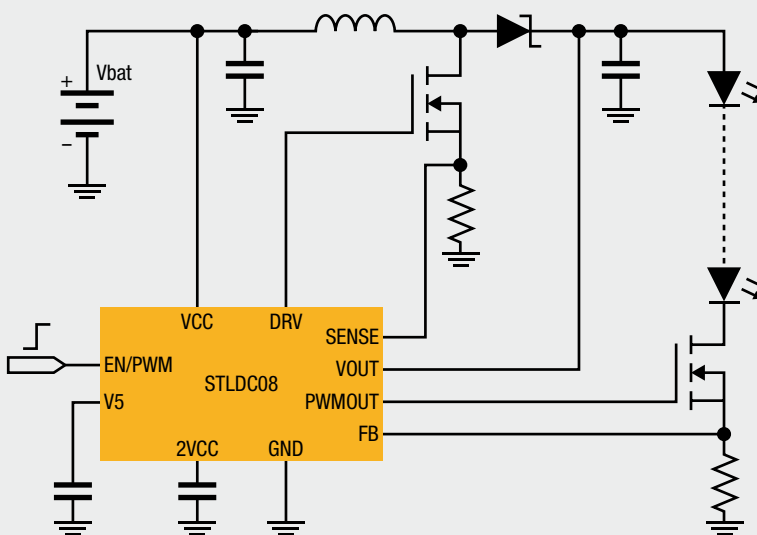 Vbat
+
−
VCC
DRV
SENSE
EN/PWM
VOUT
STLDC08
V5
PWMOUT
FB
2VCC
GND